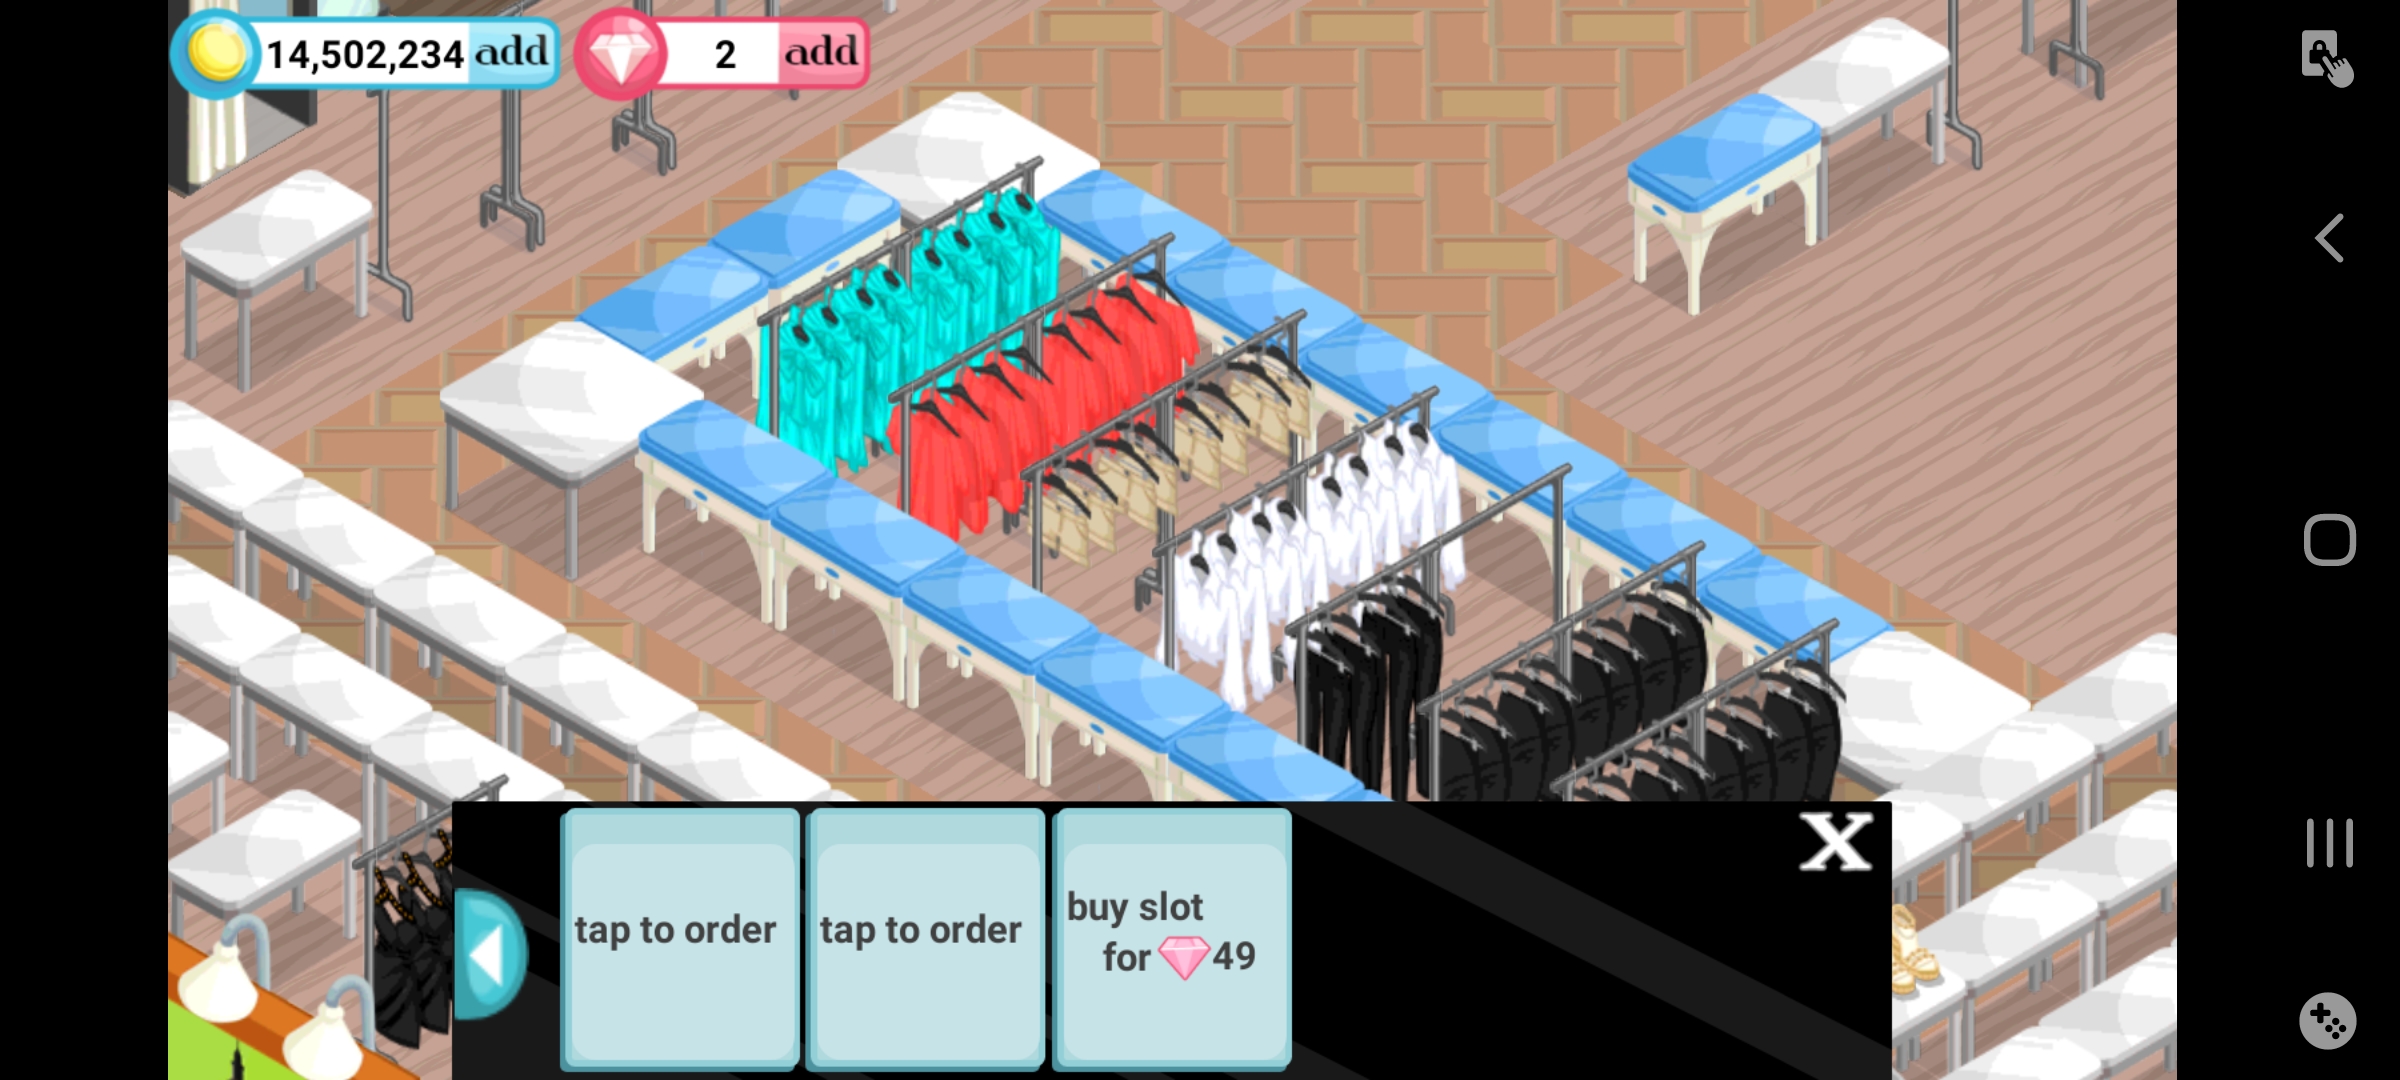 14,502,234 add 2 add
tap to order
tap to order
buy slot
for 49
X